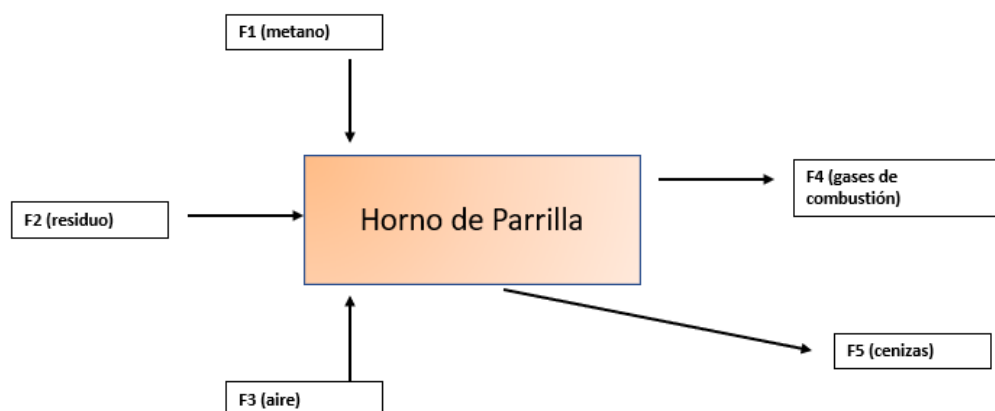 F1 (metano)
Horno de Parrilla
F4 (gases de
combustión)
F2 (residuo)
F5 (cenizas)
F3 (aire)